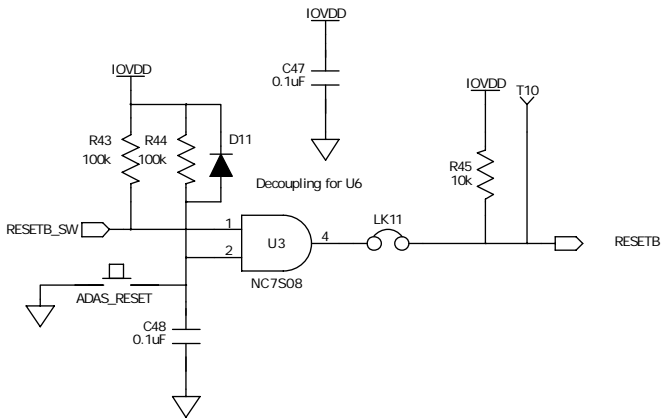 IOVDD
C47
0.1uF
IOVDD
IOVDD
T10
R43
100k
R44
100k
D11
R45
10k
Decoupling for U6
RESETB_SW
1
2
U3
4
LK11
RESETB
NC7S08
ADAS_RESET
C48
0.1uF